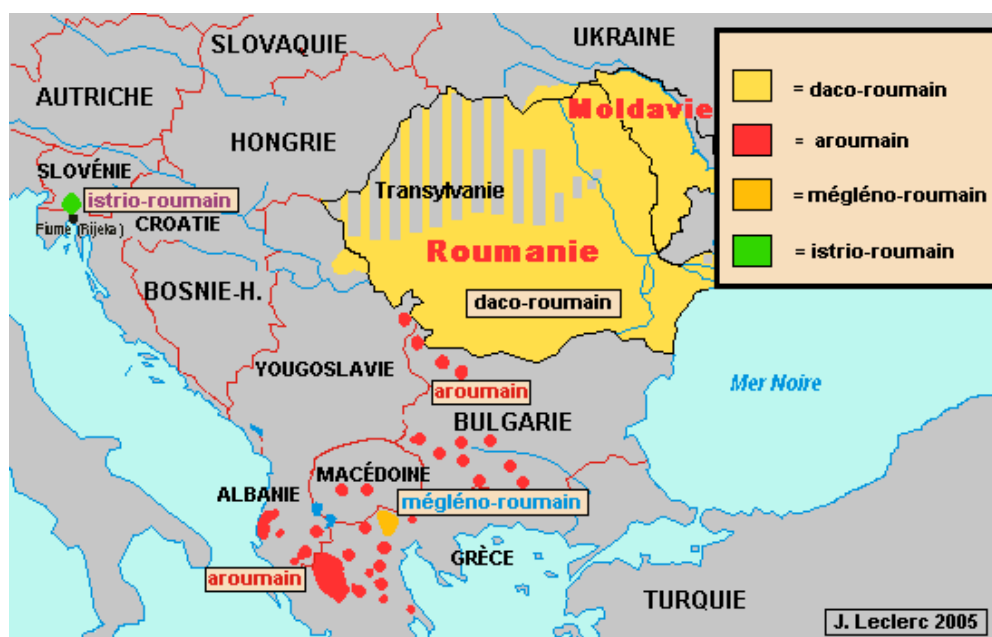 SLOVAQUIE
UKRAINE
AUTRICHE
HONGRIE
Moldavie
= daco-roumain
= aroumain
= mégléno-roumain
= istrio-roumain
SLOVÉNIE
istrio-roumain
Transylvanie
Fiume (Rijeka)
CROATIE
Roumanie
BOSNIE-H.
daco-roumain
YOUGOSLAVIE
aroumain
Mer Noire
BULGARIE
MACÉDOINE
ALBANIE
mégléno-roumain
GRÈCE
aroumain
TURQUIE
J. Leclerc 2005